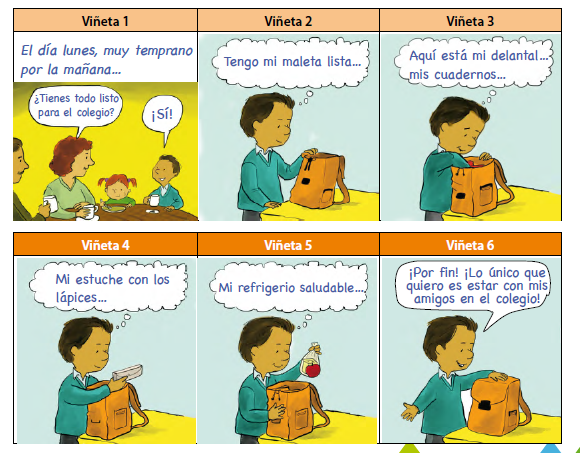 Viñeta 1
El día lunes, muy temprano
por la mañana...
¿Tienes todo listo
para el colegio?
¡Sí!
Viñeta 2
Tengo mi maleta lista...
Viñeta 3
Aquí está mi delantal...
mis cuadernos...
Viñeta 4
Mi estuche con los
lápices...
Viñeta 5
Mi refrigerio saludable...
Viñeta 6
¡Por fin! ¡Lo único que
quiero es estar con mis
amigos en el colegio!